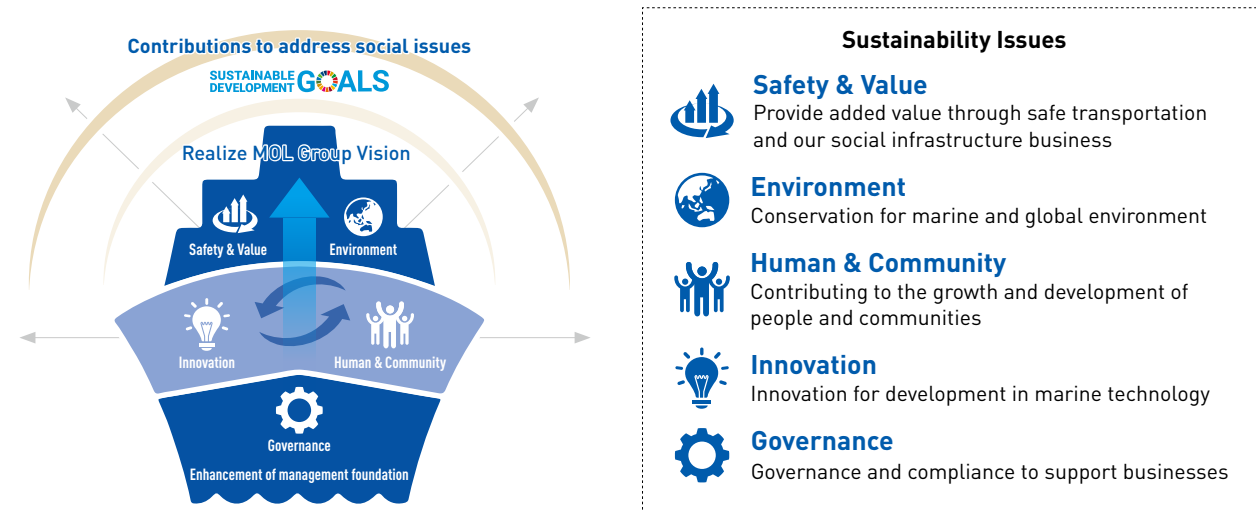 Contributions to address social issues
SUSTAINABLE DEVELOPMENT GOALS
Realize MOL Group Vision
Safety & Value
Environment
Innovation
Human & Community
Governance
Enhancement of management foundation
Sustainability Issues
Safety & Value
Provide added value through safe transportation
and our social infrastructure business
Environment
Conservation for marine and global environment
Human & Community
Contributing to the growth and development of
people and communities
Innovation
Innovation for development in marine technology
Governance
Governance and compliance to support businesses